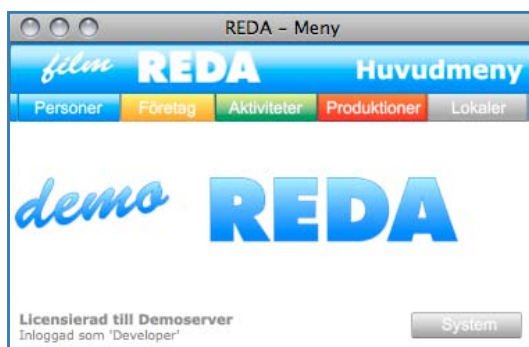 REDA – Meny
film REDA Huvudmeny
Personer Företag Aktiviteter Produktioner Lokaler
demo REDA
Licensierad till Demoserver
Inloggad som 'Developer'
System